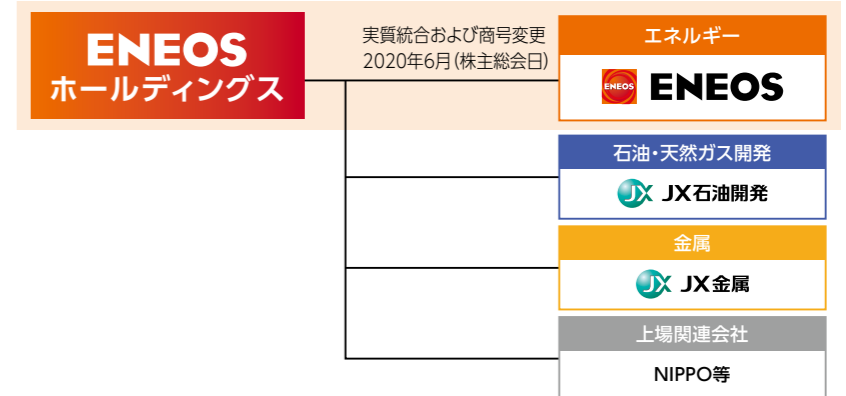 ENEOS
ホールディングス
実質統合および商号変更
2020年6月(株主総会日)
エネルギー
ENEOS ENEOS
石油・天然ガス開発
JX JX石油開発
金属
JX JX金属
上場関連会社
NIPPO等